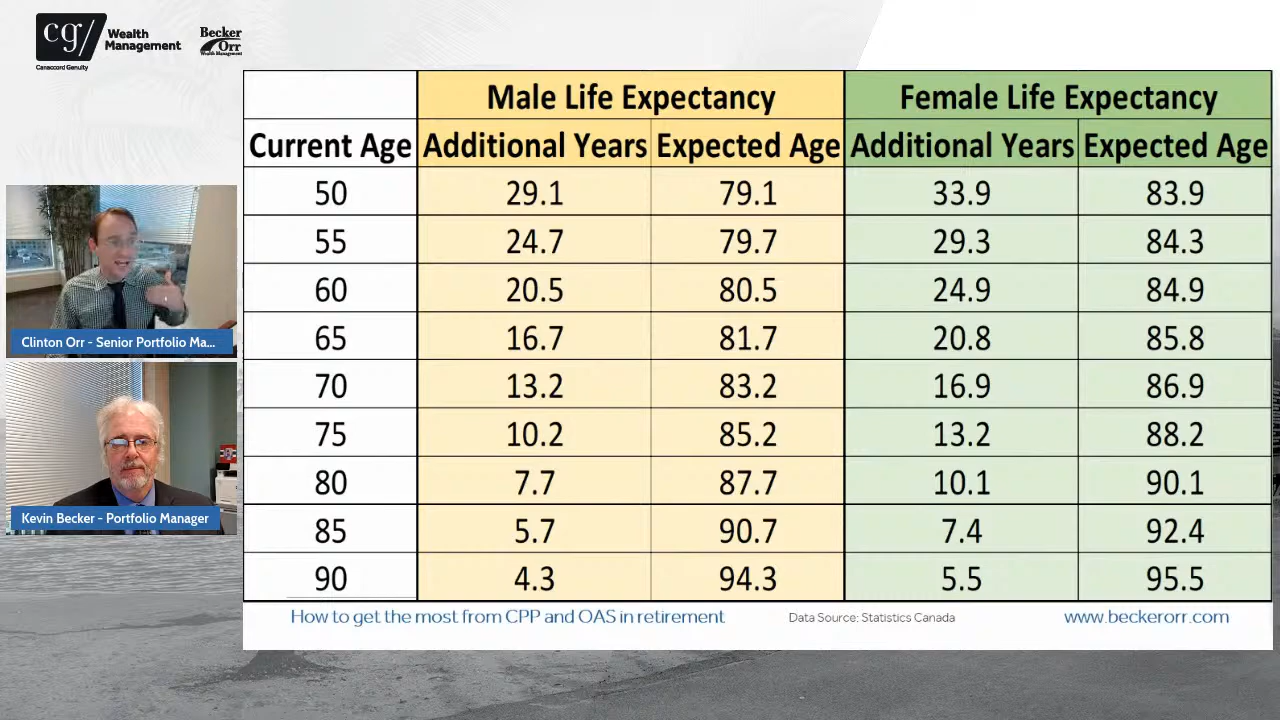 cg/ Wealth Management
Canaccord Genuity
Becker Orr
Wealth Management
Male Life Expectancy Female Life Expectancy
Current Age Additional Years Expected Age Additional Years Expected Age
50 29.1 79.1 33.9 83.9
55 24.7 79.7 29.3 84.3
60 20.5 80.5 24.9 84.9
65 16.7 81.7 20.8 85.8
70 13.2 83.2 16.9 86.9
75 10.2 85.2 13.2 88.2
80 7.7 87.7 10.1 90.1
85 5.7 90.7 7.4 92.4
90 4.3 94.3 5.5 95.5
Clinton Orr - Senior Portfolio Ma...
Kevin Becker - Portfolio Manager
How to get the most from CPP and OAS in retirement
Data Source: Statistics Canada
www.beckerorr.com